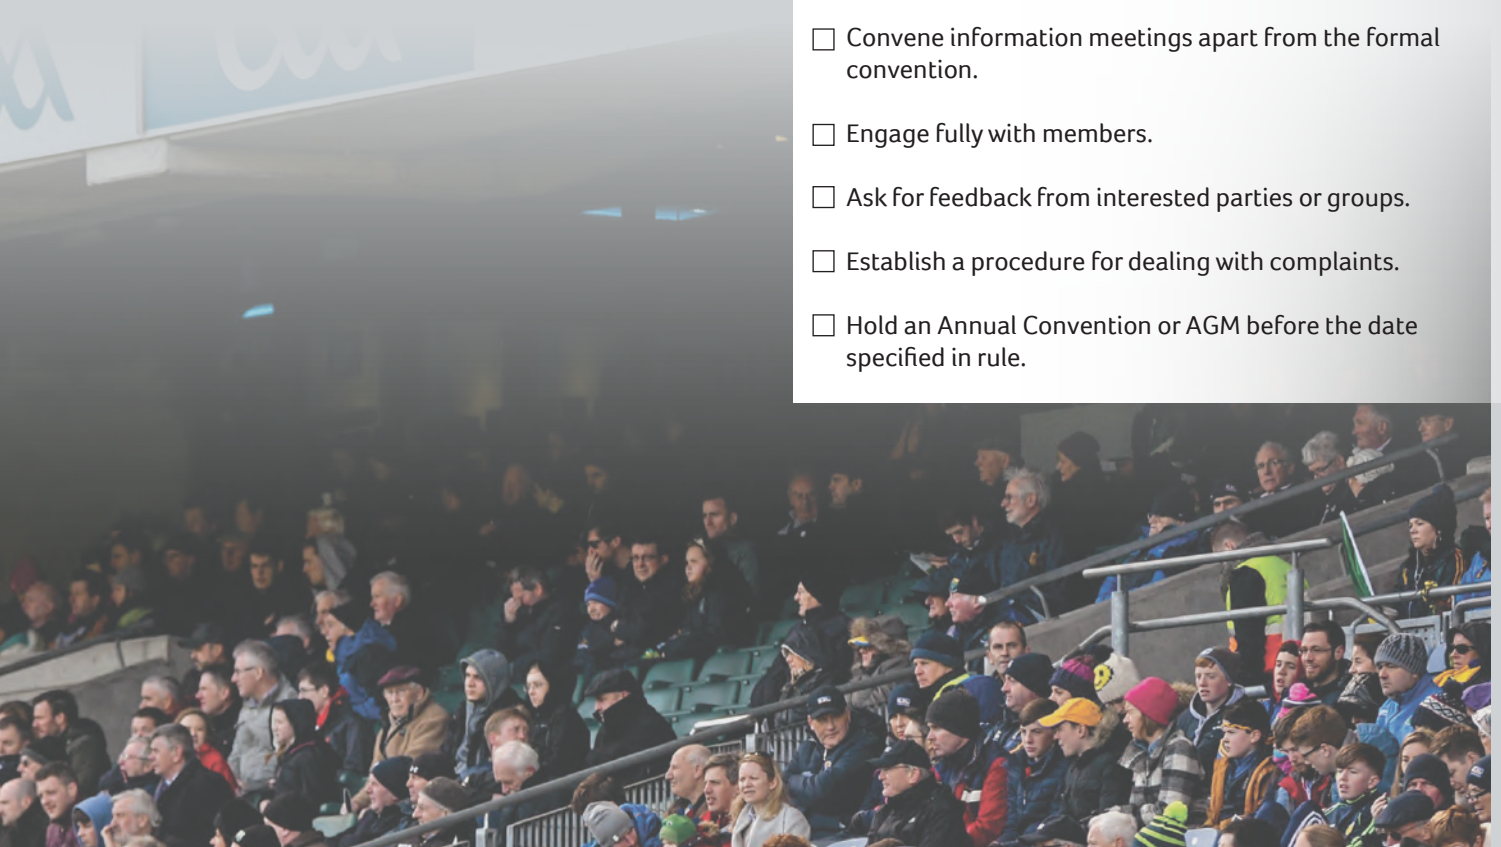 Convene information meetings apart from the formal
convention.
Engage fully with members.
Ask for feedback from interested parties or groups.
Establish a procedure for dealing with complaints.
Hold an Annual Convention or AGM before the date
specified in rule.